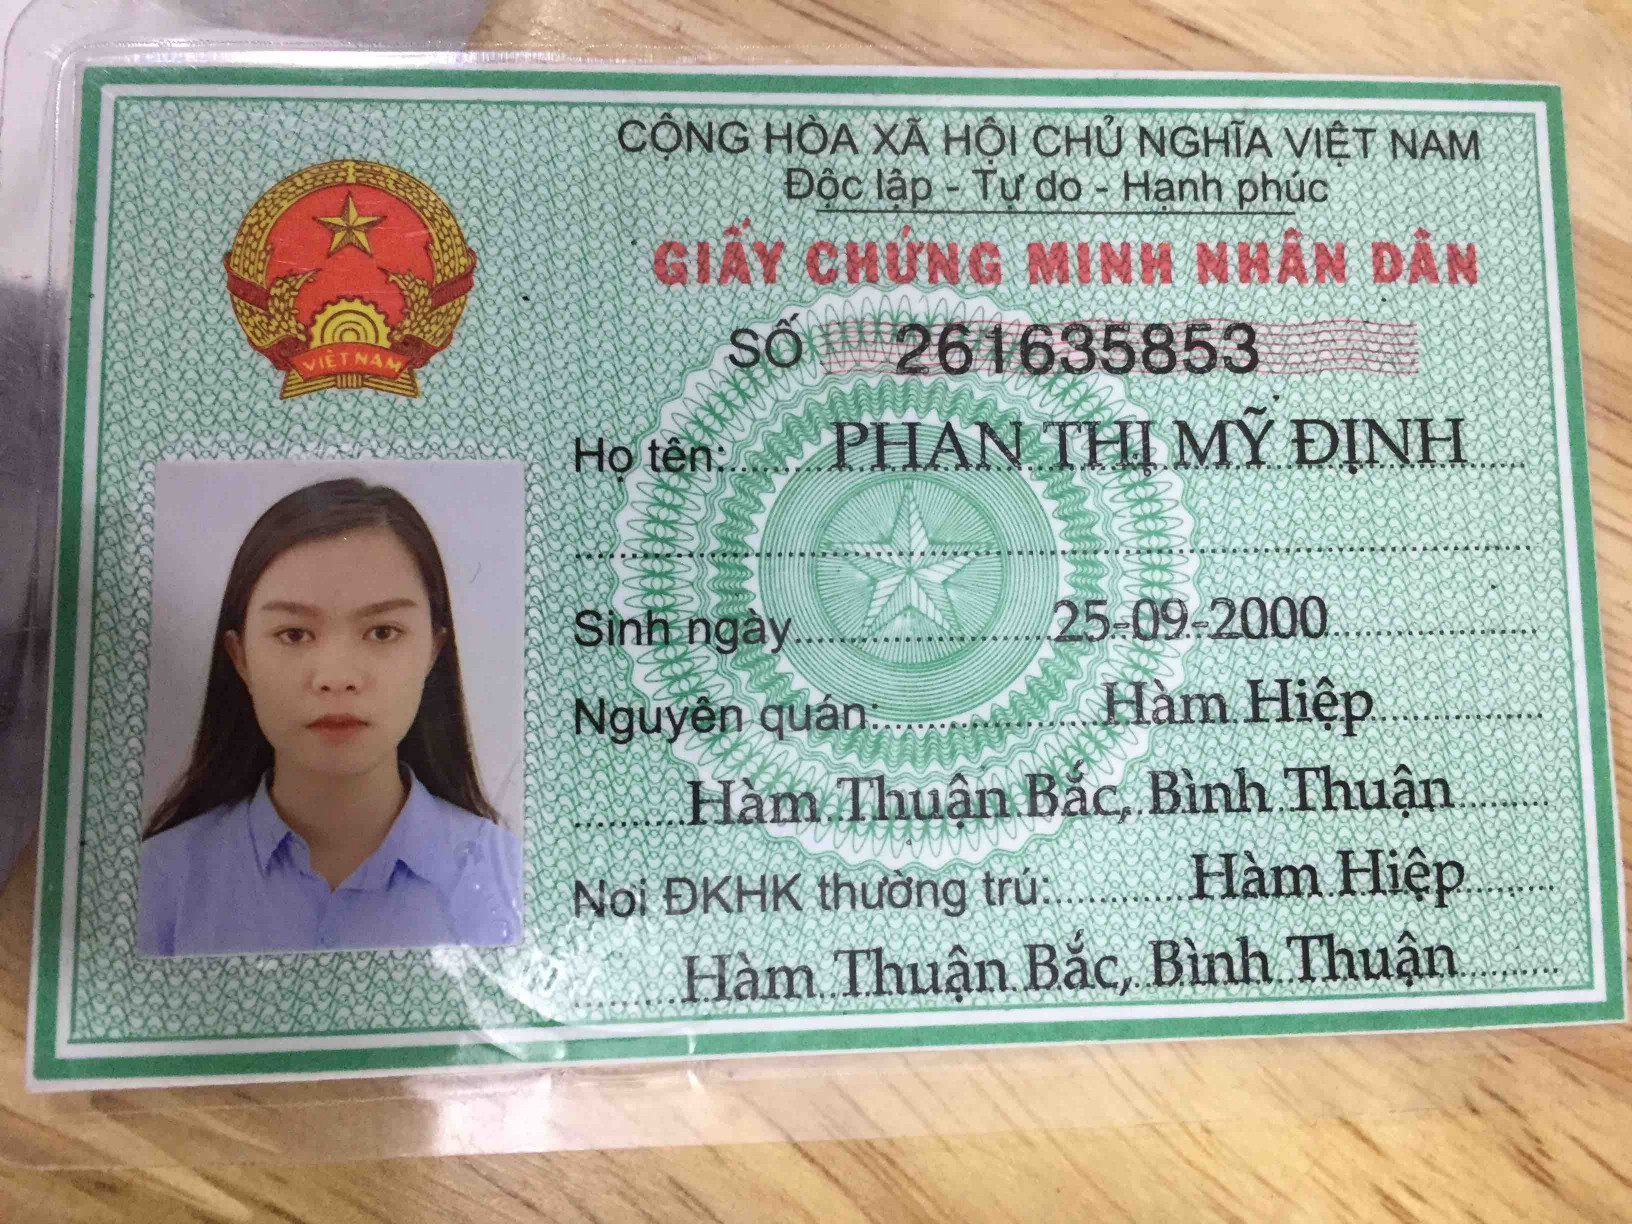 CỘNG HÒA XÃ HỘI CHỦ NGHĨA VIỆT NAM
Độc lập - Tự do - Hạnh phúc
GIẤY CHỨNG MINH NHÂN DÂN
SỐ 261635853
VIỆT NAM
Họ tên: PHAN THỊ MỸ ĐỊNH
Sinh ngày 25-09-2000
Nguyên quán: Hàm Hiệp
Hàm Thuận Bắc, Bình Thuận
Nơi ĐKHK thường trú: Hàm Hiệp
Hàm Thuận Bắc, Bình Thuận